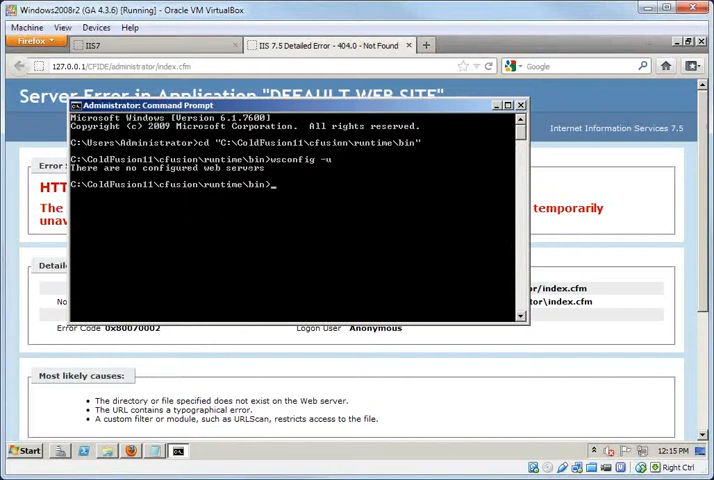 Windows2008r2 (GA 4.3.6) [Running] - Oracle VM VirtualBox
Machine View Devices Help
Firefox
IIS7
IIS 7.5 Detailed Error - 404.0 - Not Found
127.0.0.1/CFIDE/administrator/index.cfm
Google
Server Error in Application "DEFAULT WEB SITE"
Internet Information Services 7.5
Administrator: Command Prompt
Microsoft Windows [Version 6.1.7600]
Copyright (c) 2009 Microsoft Corporation. All rights reserved.
C:\Users\Administrator>cd "C:\ColdFusion11\cfusion\runtime\bin"
C:\ColdFusion11\cfusion\runtime\bin>wsconfig -u
There are no configured web servers
C:\ColdFusion11\cfusion\runtime\bin>_
Error S
HTT
The
temporarily
unav
Detaile
or/index.cfm
No
tor\index.cfm
Error Code 0x80070002
Logon User Anonymous
Most likely causes:
The directory or file specified does not exist on the Web server.
The URL contains a typographical error.
A custom filter or module, such as URLScan, restricts access to the file.
Start
12:15 PM
Right Ctrl